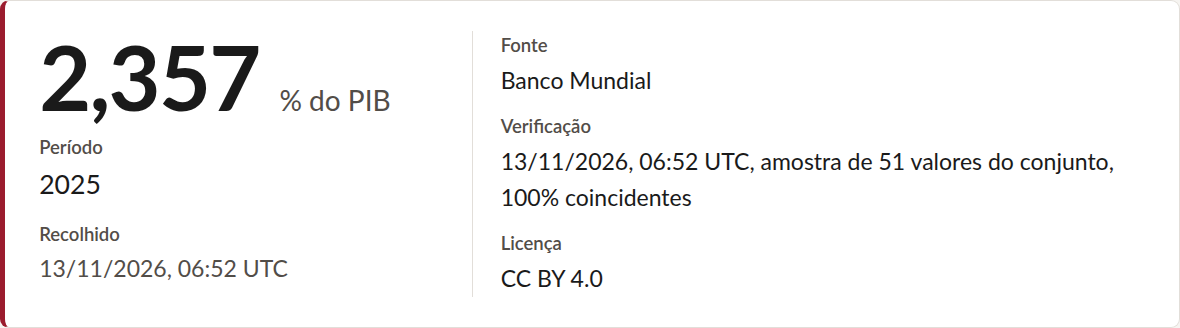 2,357 % do PIB
Período
2025
Recolhido
13/11/2026, 06:52 UTC
Fonte
Banco Mundial
Verificação
13/11/2026, 06:52 UTC, amostra de 51 valores do conjunto,
100% coincidentes
Licença
CC BY 4.0